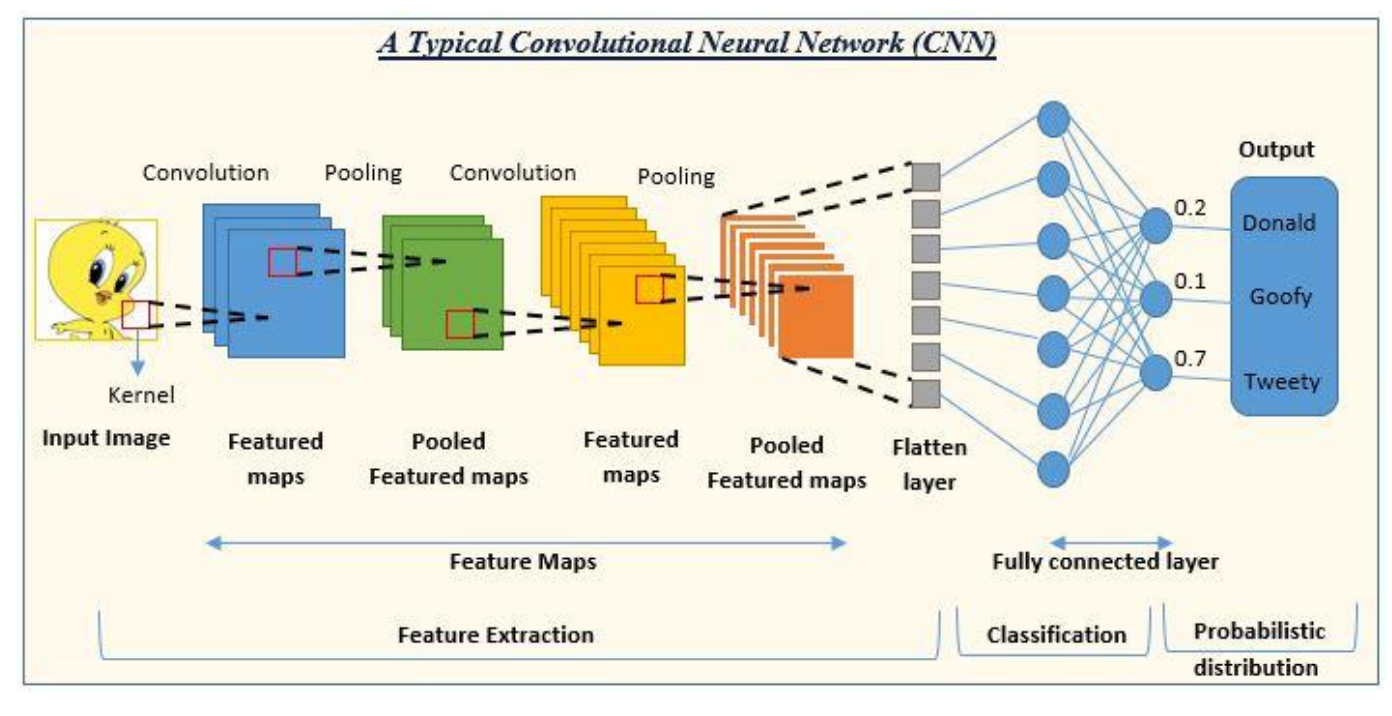 A Typical Convolutional Neural Network (CNN)
Convolution
Pooling
Convolution
Pooling
Output
0.2
Donald
0.1
Goofy
0.7
Tweety
Kernel
Input Image
Featured
maps
Pooled
Featured maps
Featured
maps
Pooled
Featured maps
Flatten
layer
Feature Maps
Fully connected layer
Feature Extraction
Classification
Probabilistic
distribution